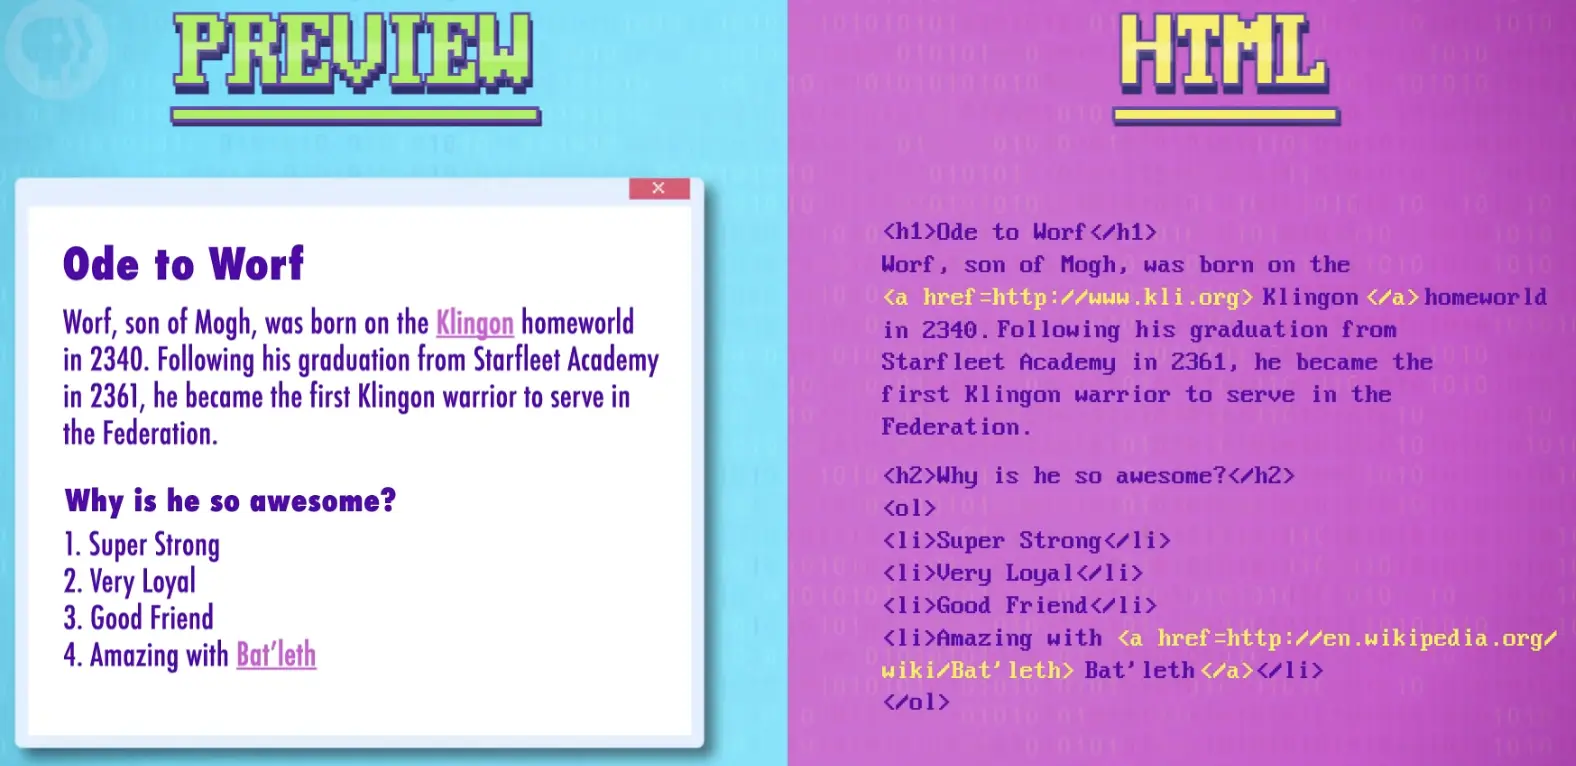 PREVIEW
Ode to Worf
Worf, son of Mogh, was born on the Klingon homeworld
in 2340. Following his graduation from Starfleet Academy
in 2361, he became the first Klingon warrior to serve in
the Federation.
Why is he so awesome?
1. Super Strong
2. Very Loyal
3. Good Friend
4. Amazing with Bat'leth
HTML
<h1>Ode to Worf</h1>
Worf, son of Mogh, was born on the
<a href=http://www.kli.org> Klingon </a> homeworld
in 2340. Following his graduation from
Starfleet Academy in 2361, he became the
first Klingon warrior to serve in the
Federation.
<h2>Why is he so awesome?</h2>
<ol>
<li>Super Strong</li>
<li>Very Loyal</li>
<li>Good Friend</li>
<li>Amazing with <a href=http://en.wikipedia.org/
wiki/Bat'leth> Bat'leth </a></li>
</ol>